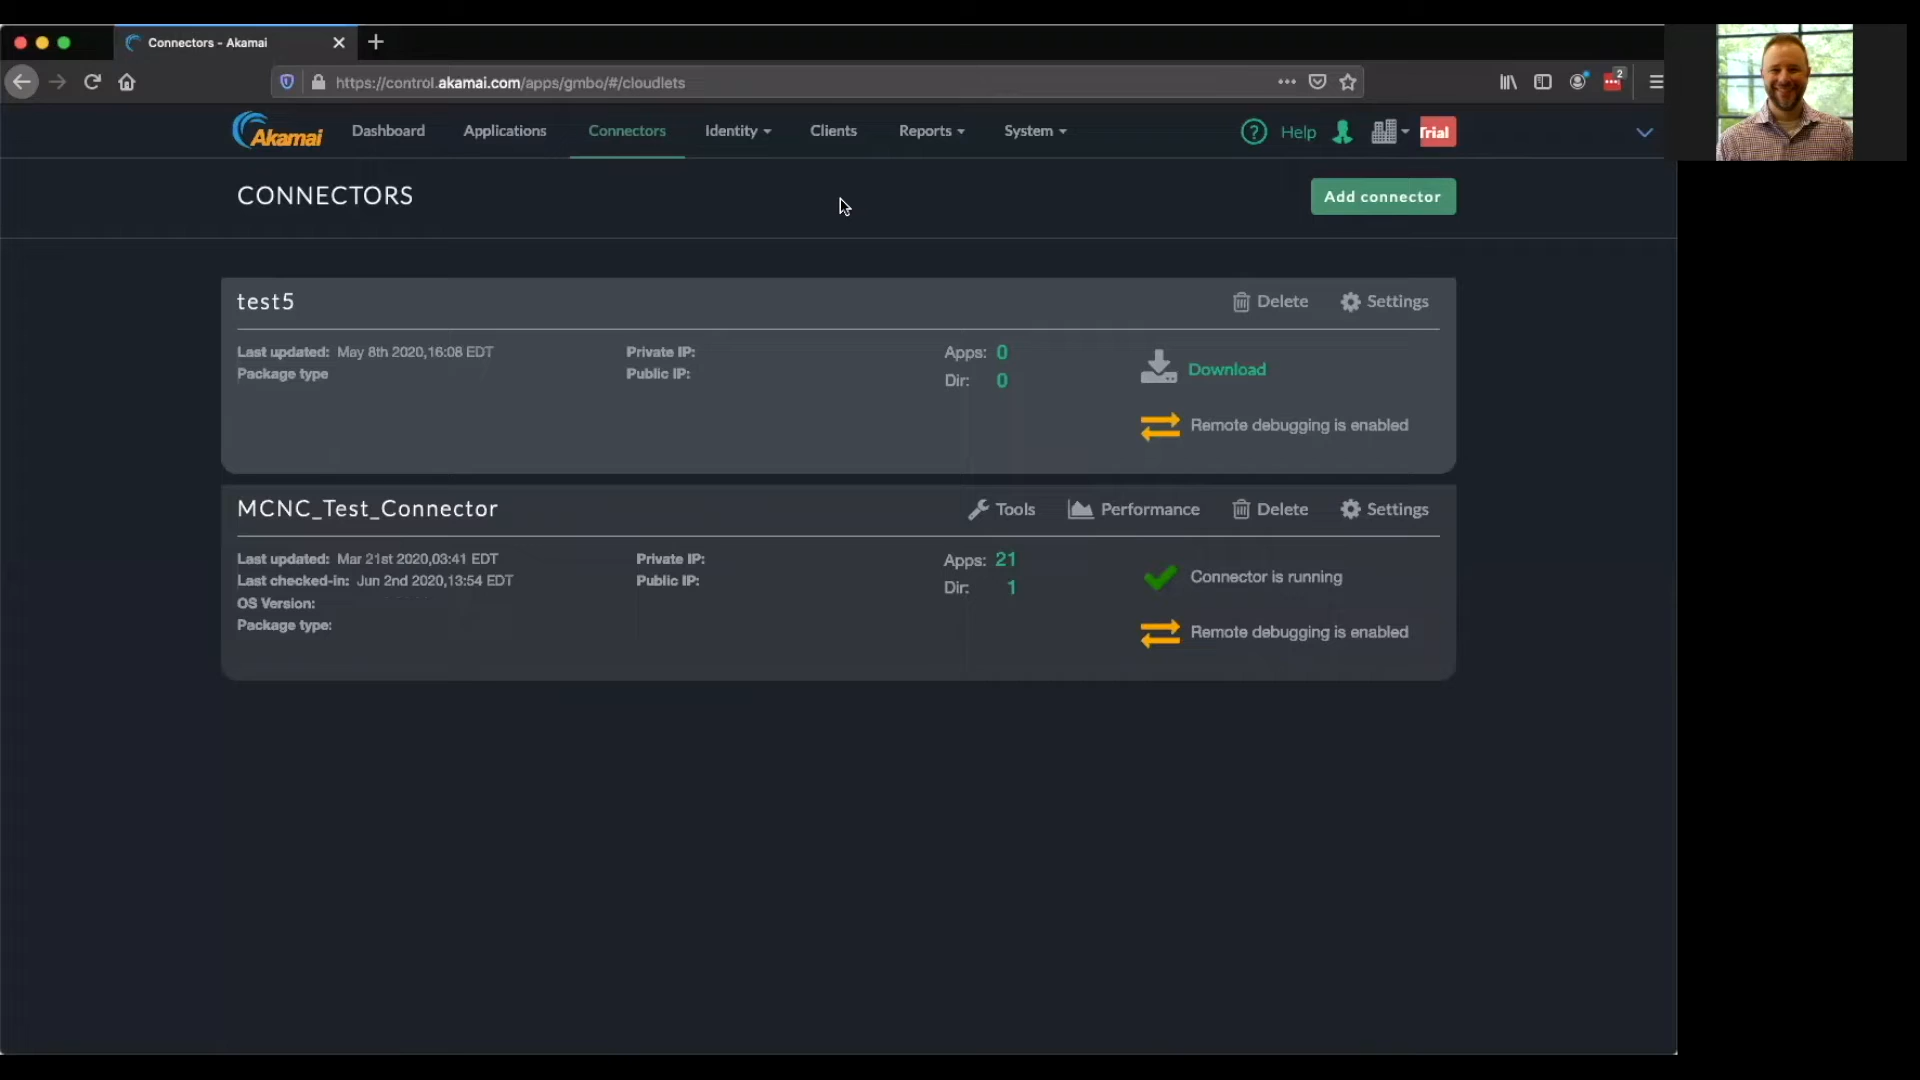 Connectors - Akamai
https://control.akamai.com/apps/gmbo/#/cloudlets
2
Akamai Dashboard Applications Connectors Identity Clients Reports System ? Help Trial
CONNECTORS
Add connector
test5
Delete Settings
Last updated: May 8th 2020,16:08 EDT Private IP: Apps: 0
Package type Public IP: Dir: 0
Download
Remote debugging is enabled
MCNC_Test_Connector
Tools Performance Delete Settings
Last updated: Mar 21st 2020,03:41 EDT Private IP: Apps: 21
Last checked-in: Jun 2nd 2020,13:54 EDT Public IP: Dir: 1
OS Version:
Package type:
Connector is running
Remote debugging is enabled